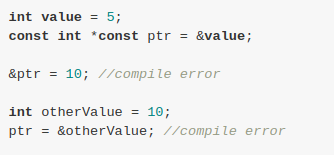 int value = 5;
const int *const ptr = &value;
&ptr = 10; //compile error
int otherValue = 10;
ptr = &otherValue; //compile error